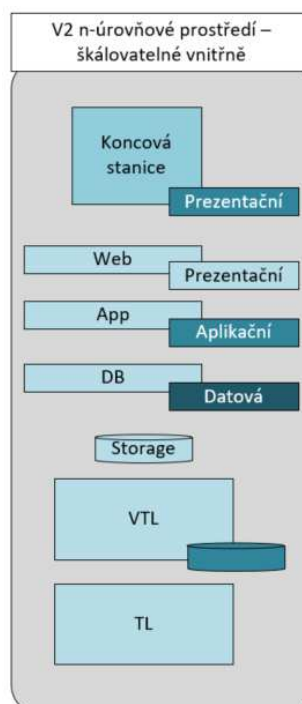 V2 n-úrovňové prostředí –
škálovatelné vnitřně
Koncová
stanice
Prezentační
Web
Prezentační
App
Aplikační
DB
Datová
Storage
VTL
TL